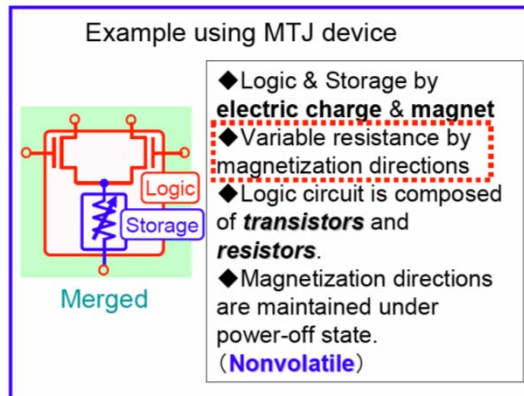 Example using MTJ device
Logic
Storage
Merged
◆Logic & Storage by
electric charge & magnet
◆Variable resistance by
magnetization directions
◆Logic circuit is composed
of transistors and
resistors.
◆Magnetization directions
are maintained under
power-off state.
(Nonvolatile)